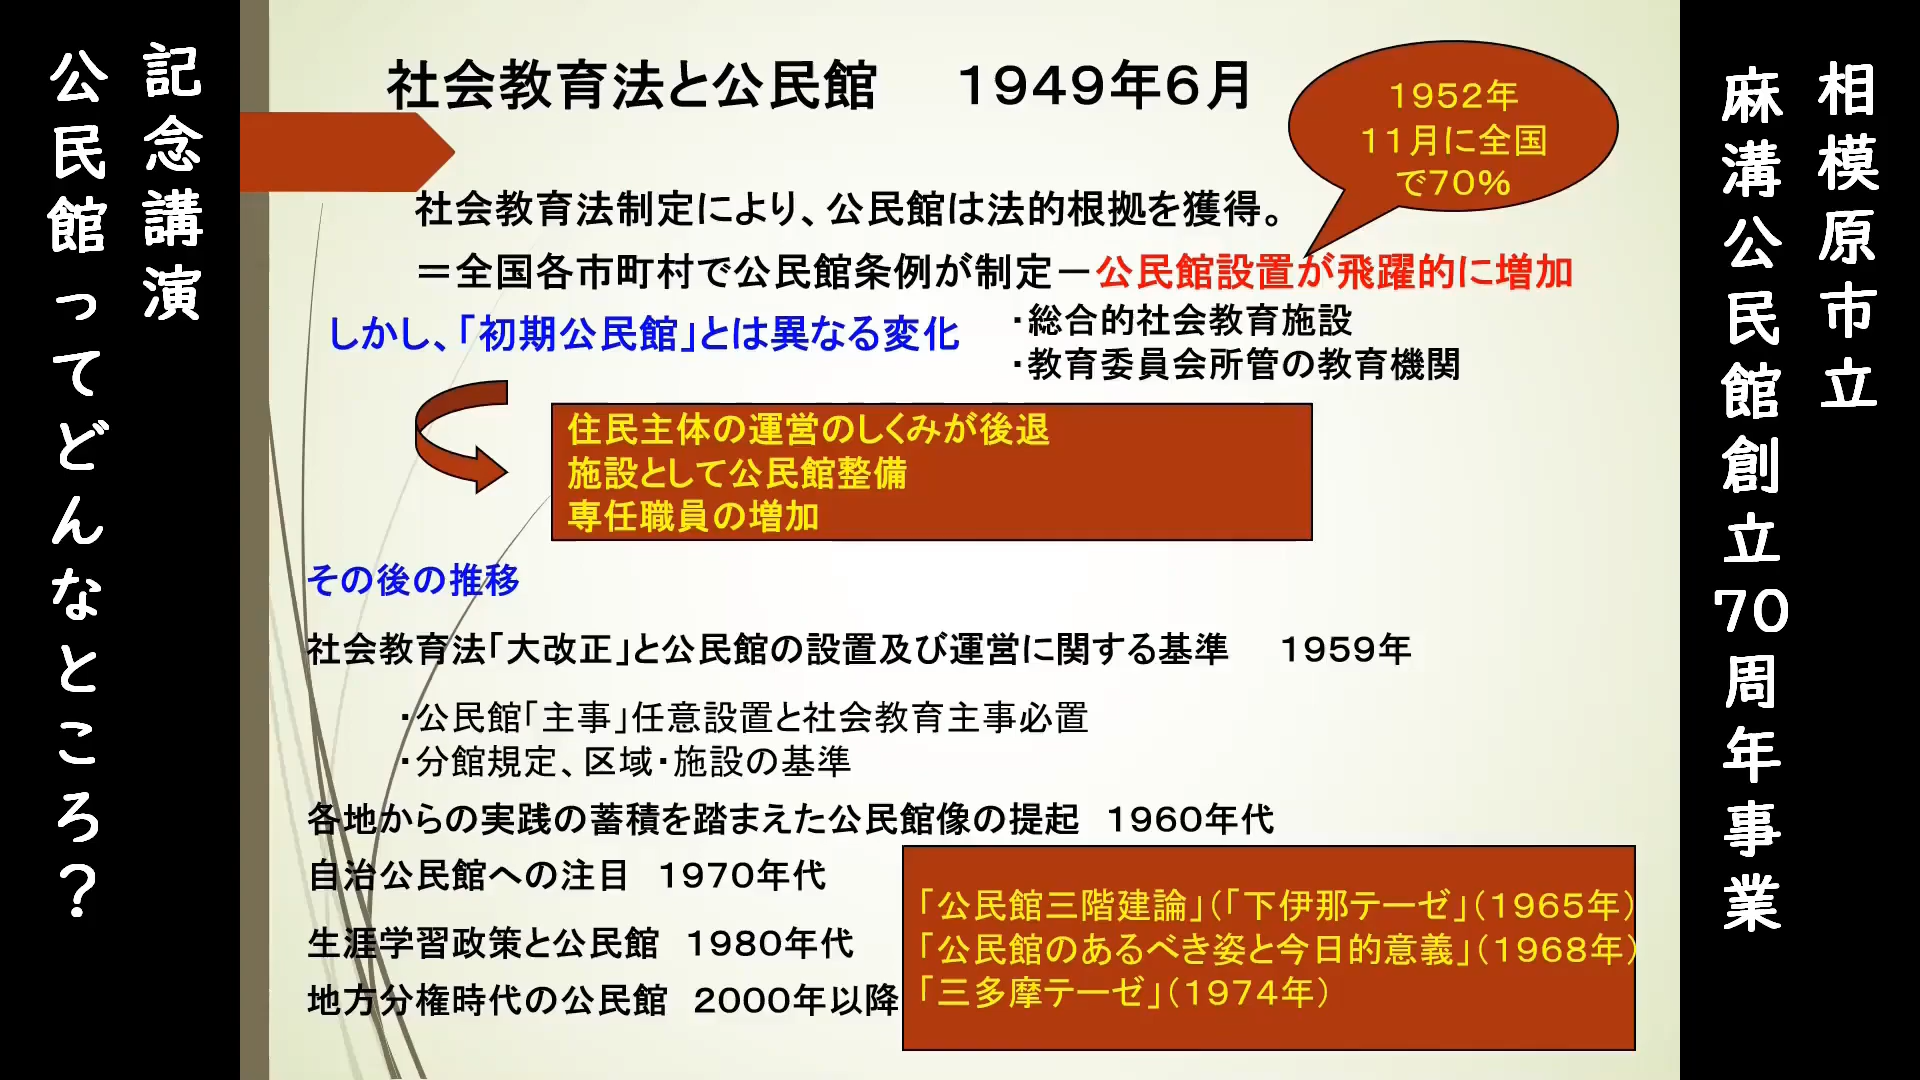 相模原市立
麻溝公民館創立70周年事業
記念講演
公民館ってどんなところ?
社会教育法と公民館　1949年6月
1952年
11月に全国
で70%
社会教育法制定により、公民館は法的根拠を獲得。
＝全国各市町村で公民館条例が制定－公民館設置が飛躍的に増加
しかし、「初期公民館」とは異なる変化
・総合的社会教育施設
・教育委員会所管の教育機関
住民主体の運営のしくみが後退
施設として公民館整備
専任職員の増加
その後の推移
社会教育法「大改正」と公民館の設置及び運営に関する基準　1959年
・公民館「主事」任意設置と社会教育主事必置
・分館規定、区域・施設の基準
各地からの実践の蓄積を踏まえた公民館像の提起　1960年代
自治公民館への注目　1970年代
生涯学習政策と公民館　1980年代
地方分権時代の公民館　2000年以降
「公民館三階建論」（「下伊那テーゼ」（1965年）
「公民館のあるべき姿と今日的意義」（1968年）
「三多摩テーゼ」（1974年）